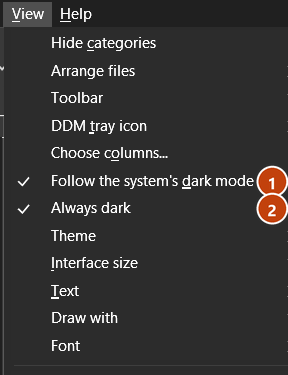 View Help
Hide categories
Arrange files
Toolbar
DDM tray icon
Choose columns...
Follow the system's dark mode 1
Always dark 2
Theme
Interface size
Text
Draw with
Font